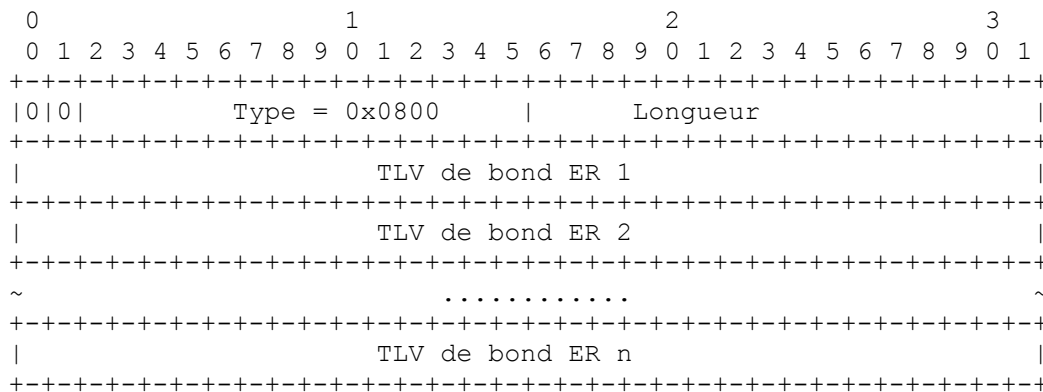 0                   1                   2                   3
 0 1 2 3 4 5 6 7 8 9 0 1 2 3 4 5 6 7 8 9 0 1 2 3 4 5 6 7 8 9 0 1
+-+-+-+-+-+-+-+-+-+-+-+-+-+-+-+-+-+-+-+-+-+-+-+-+-+-+-+-+-+-+-+-+
|0|0|         Type = 0x0800     |      Longueur                 |
+-+-+-+-+-+-+-+-+-+-+-+-+-+-+-+-+-+-+-+-+-+-+-+-+-+-+-+-+-+-+-+-+
|                      TLV de bond ER 1                         |
+-+-+-+-+-+-+-+-+-+-+-+-+-+-+-+-+-+-+-+-+-+-+-+-+-+-+-+-+-+-+-+-+
|                      TLV de bond ER 2                         |
+-+-+-+-+-+-+-+-+-+-+-+-+-+-+-+-+-+-+-+-+-+-+-+-+-+-+-+-+-+-+-+-+
~                          ............                         ~
+-+-+-+-+-+-+-+-+-+-+-+-+-+-+-+-+-+-+-+-+-+-+-+-+-+-+-+-+-+-+-+-+
|                      TLV de bond ER n                         |
+-+-+-+-+-+-+-+-+-+-+-+-+-+-+-+-+-+-+-+-+-+-+-+-+-+-+-+-+-+-+-+-+